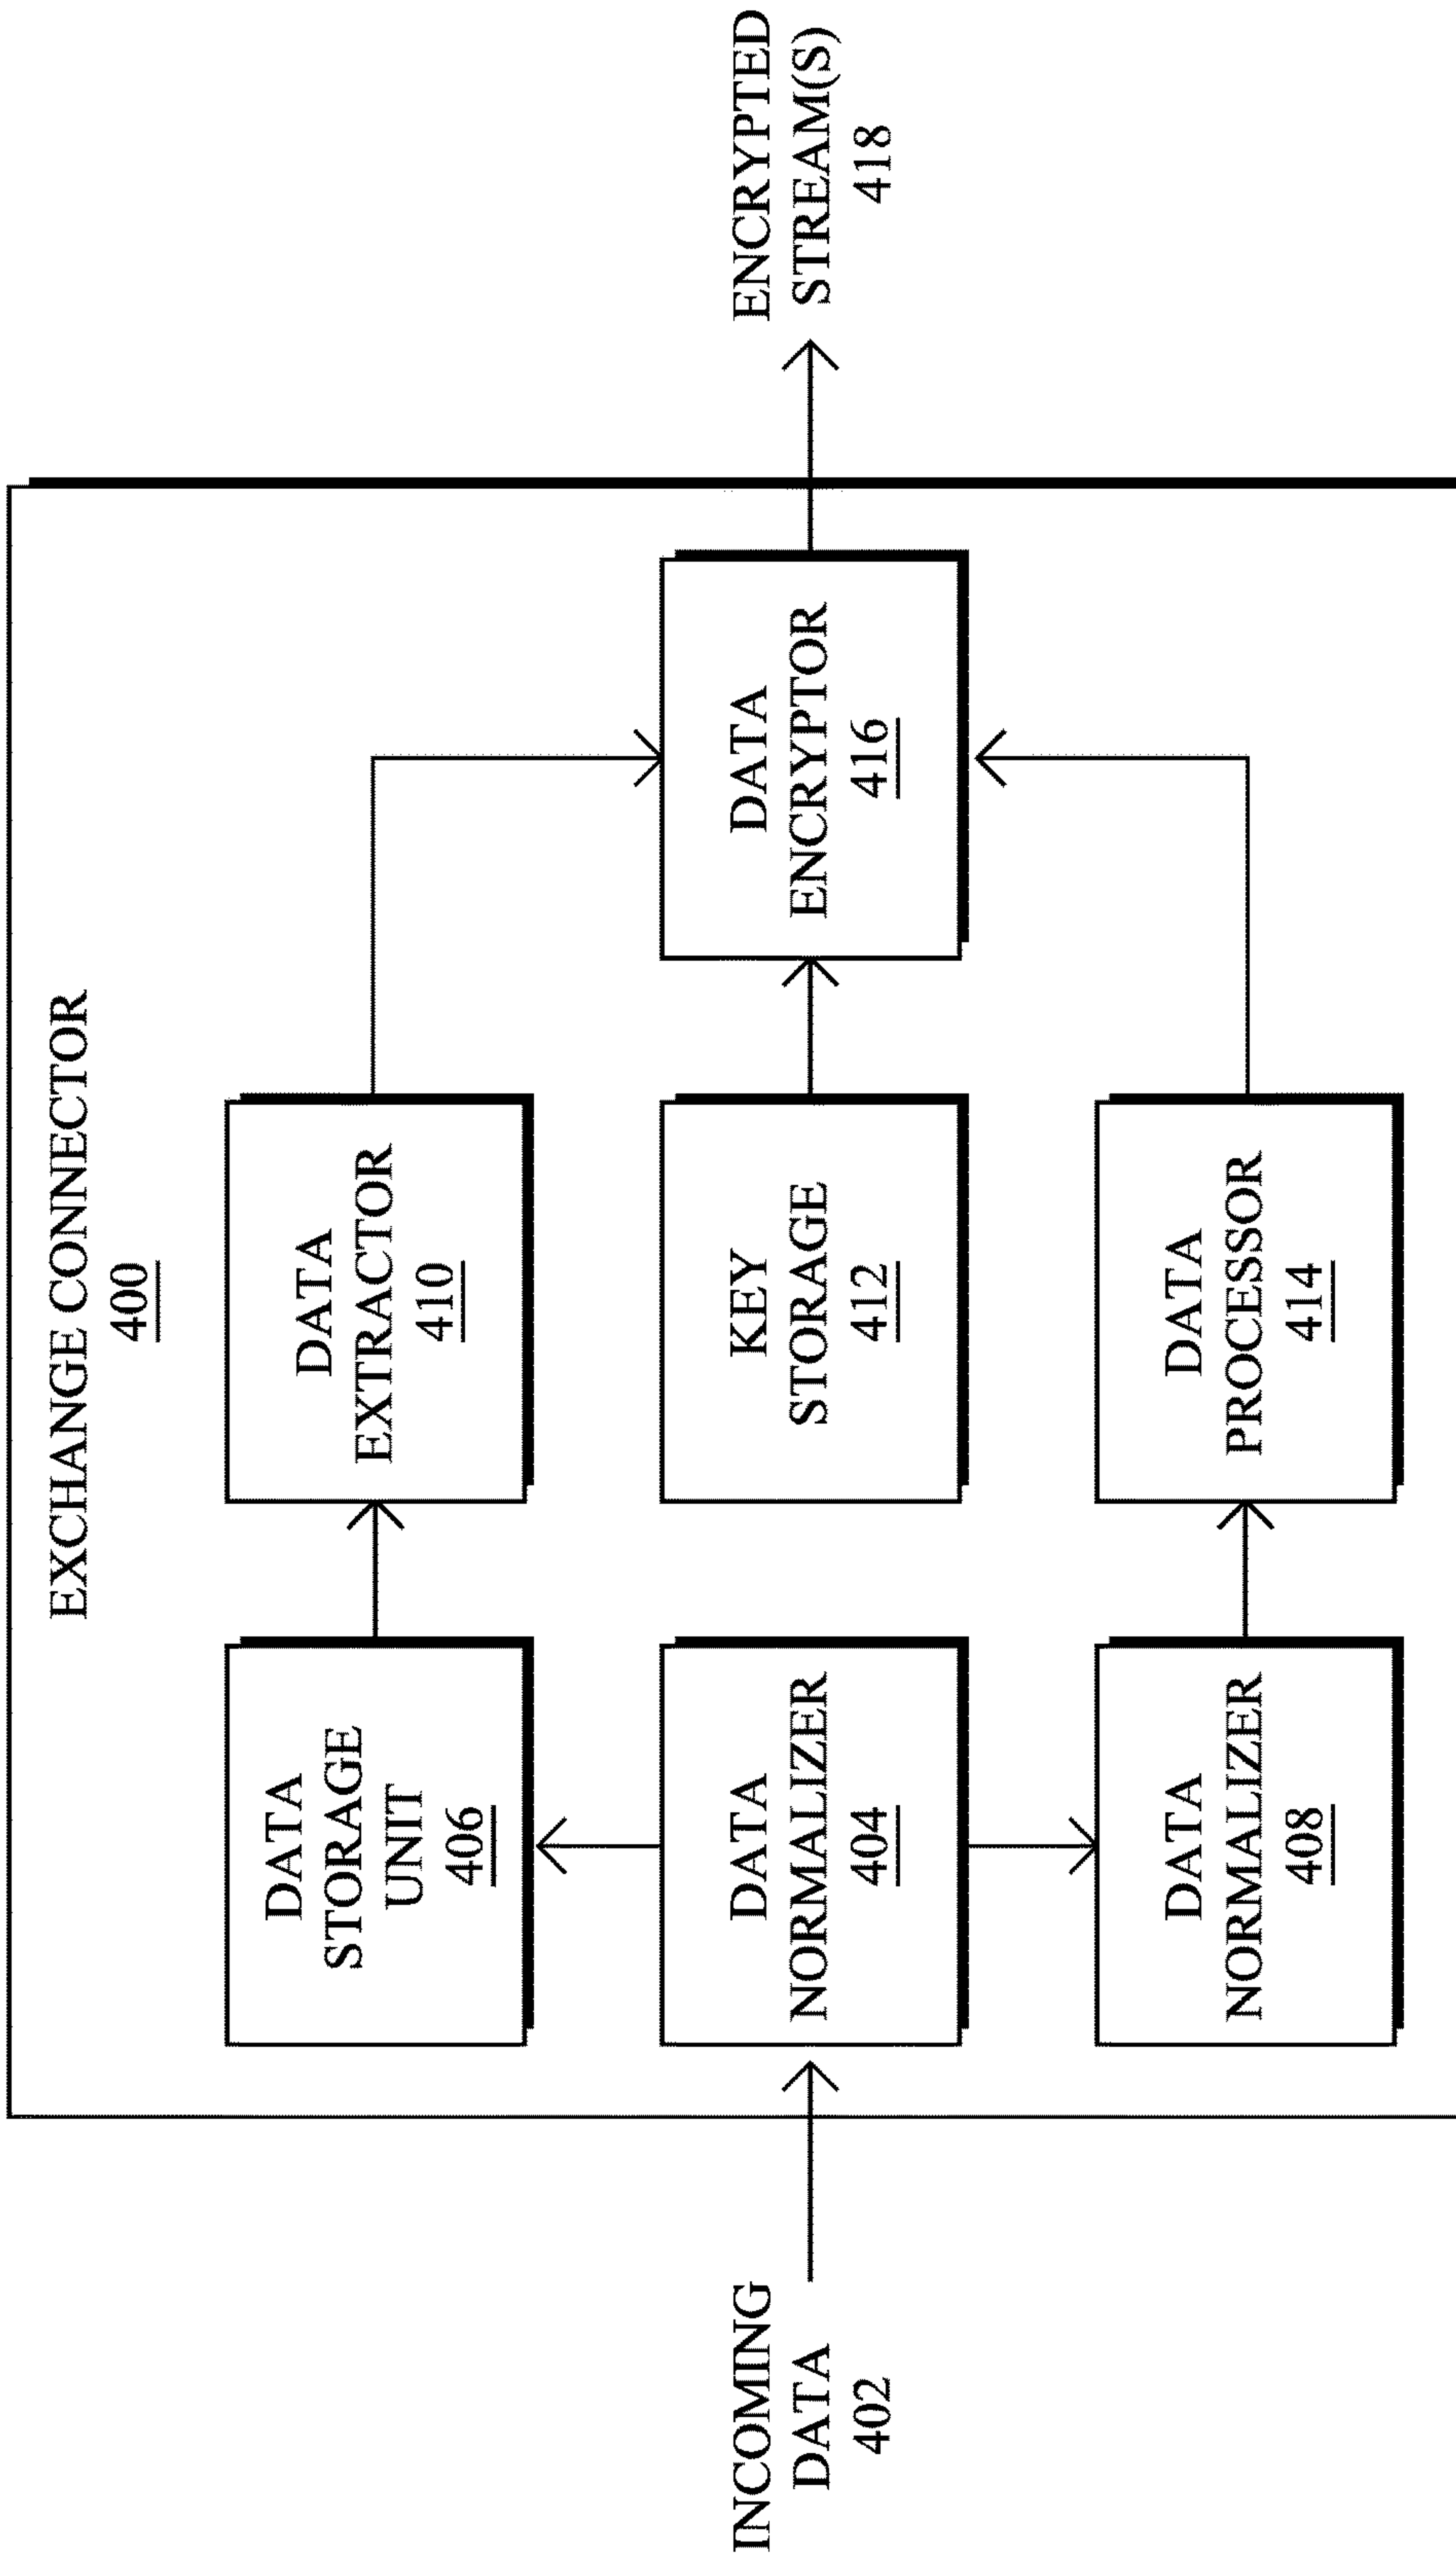 EXCHANGE CONNECTOR
400
INCOMING
DATA
402
DATA
STORAGE
UNIT
406
DATA
EXTRACTOR
410
DATA
NORMALIZER
404
KEY
STORAGE
412
DATA
ENCRYPTOR
416
ENCRYPTED
STREAM(S)
418
DATA
NORMALIZER
408
DATA
PROCESSOR
414